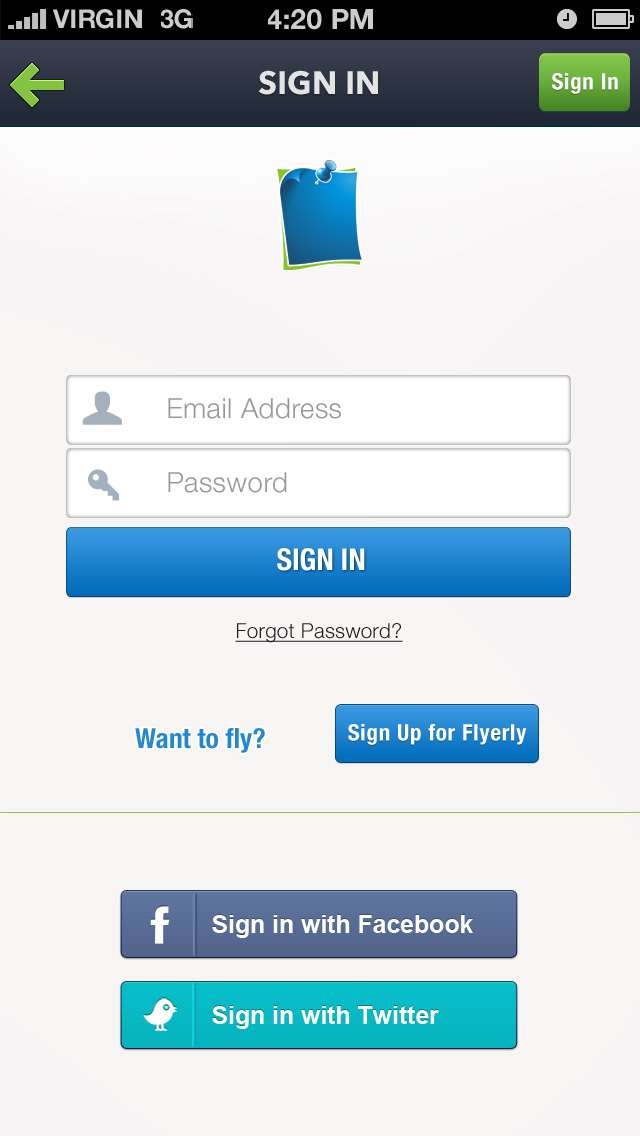 VIRGIN 3G 4:20 PM
SIGN IN
Sign In
Email Address
Password
SIGN IN
Forgot Password?
Want to fly?
Sign Up for Flyerly
f Sign in with Facebook
Sign in with Twitter